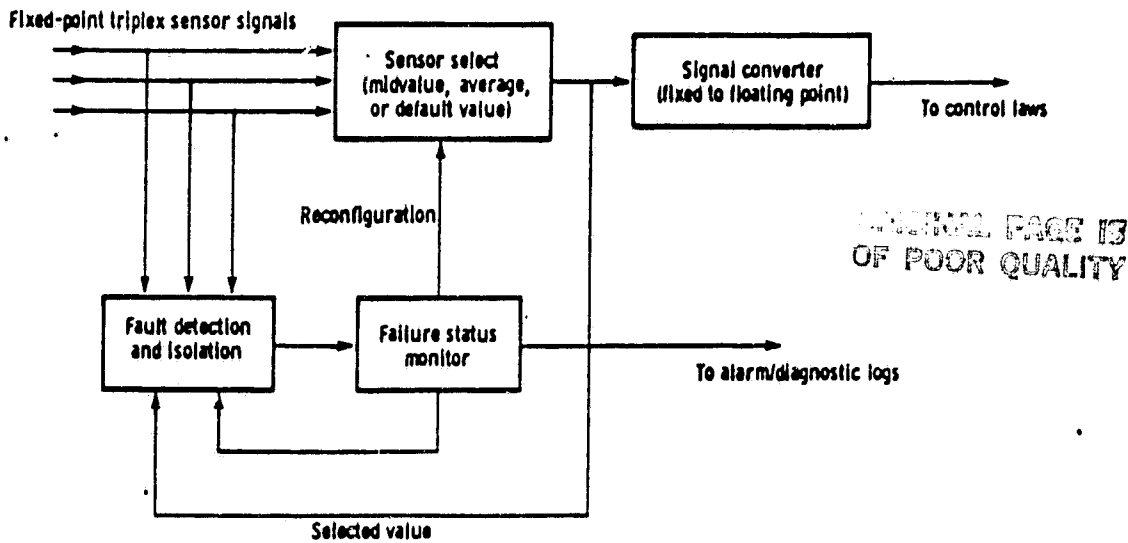 Fixed-point triplex sensor signals
Sensor select
(midvalue, average,
or default value)
Signal converter
(fixed to floating point)
To control laws
Reconfiguration
PAGE IS
OF POOR QUALITY
Fault detection
and isolation
Failure status
monitor
To alarm/diagnostic logs
Selected value